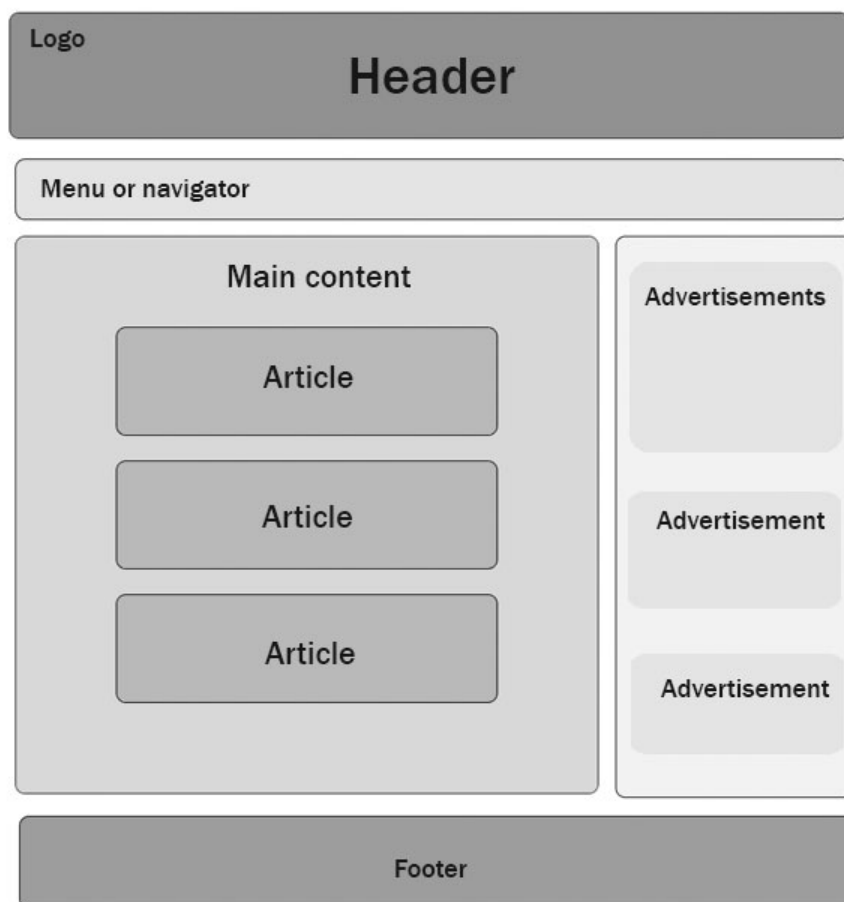 Logo
Header
Menu or navigator
Main content
Article
Article
Article
Advertisements
Advertisement
Advertisement
Footer